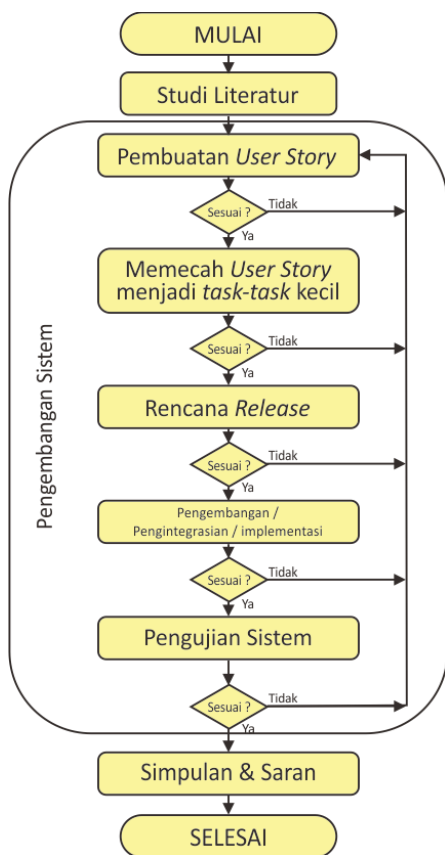 MULAI
Studi Literatur
Pembuatan User Story
Sesuai ?
Tidak
Ya
Memecah User Story
menjadi task-task kecil
Sesuai ?
Tidak
Ya
Rencana Release
Sesuai ?
Tidak
Ya
Pengembangan /
Pengintegrasian / implementasi
Sesuai ?
Tidak
Ya
Pengujian Sistem
Sesuai ?
Tidak
Ya
Pengembangan Sistem
Simpulan & Saran
SELESAI